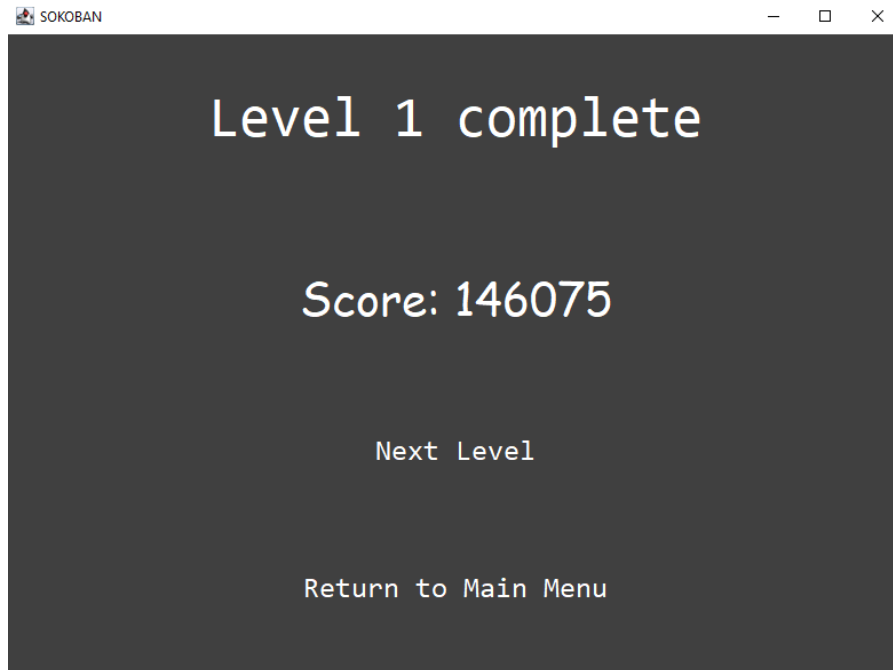 SOKOBAN
Level 1 complete
Score: 146075
Next Level
Return to Main Menu